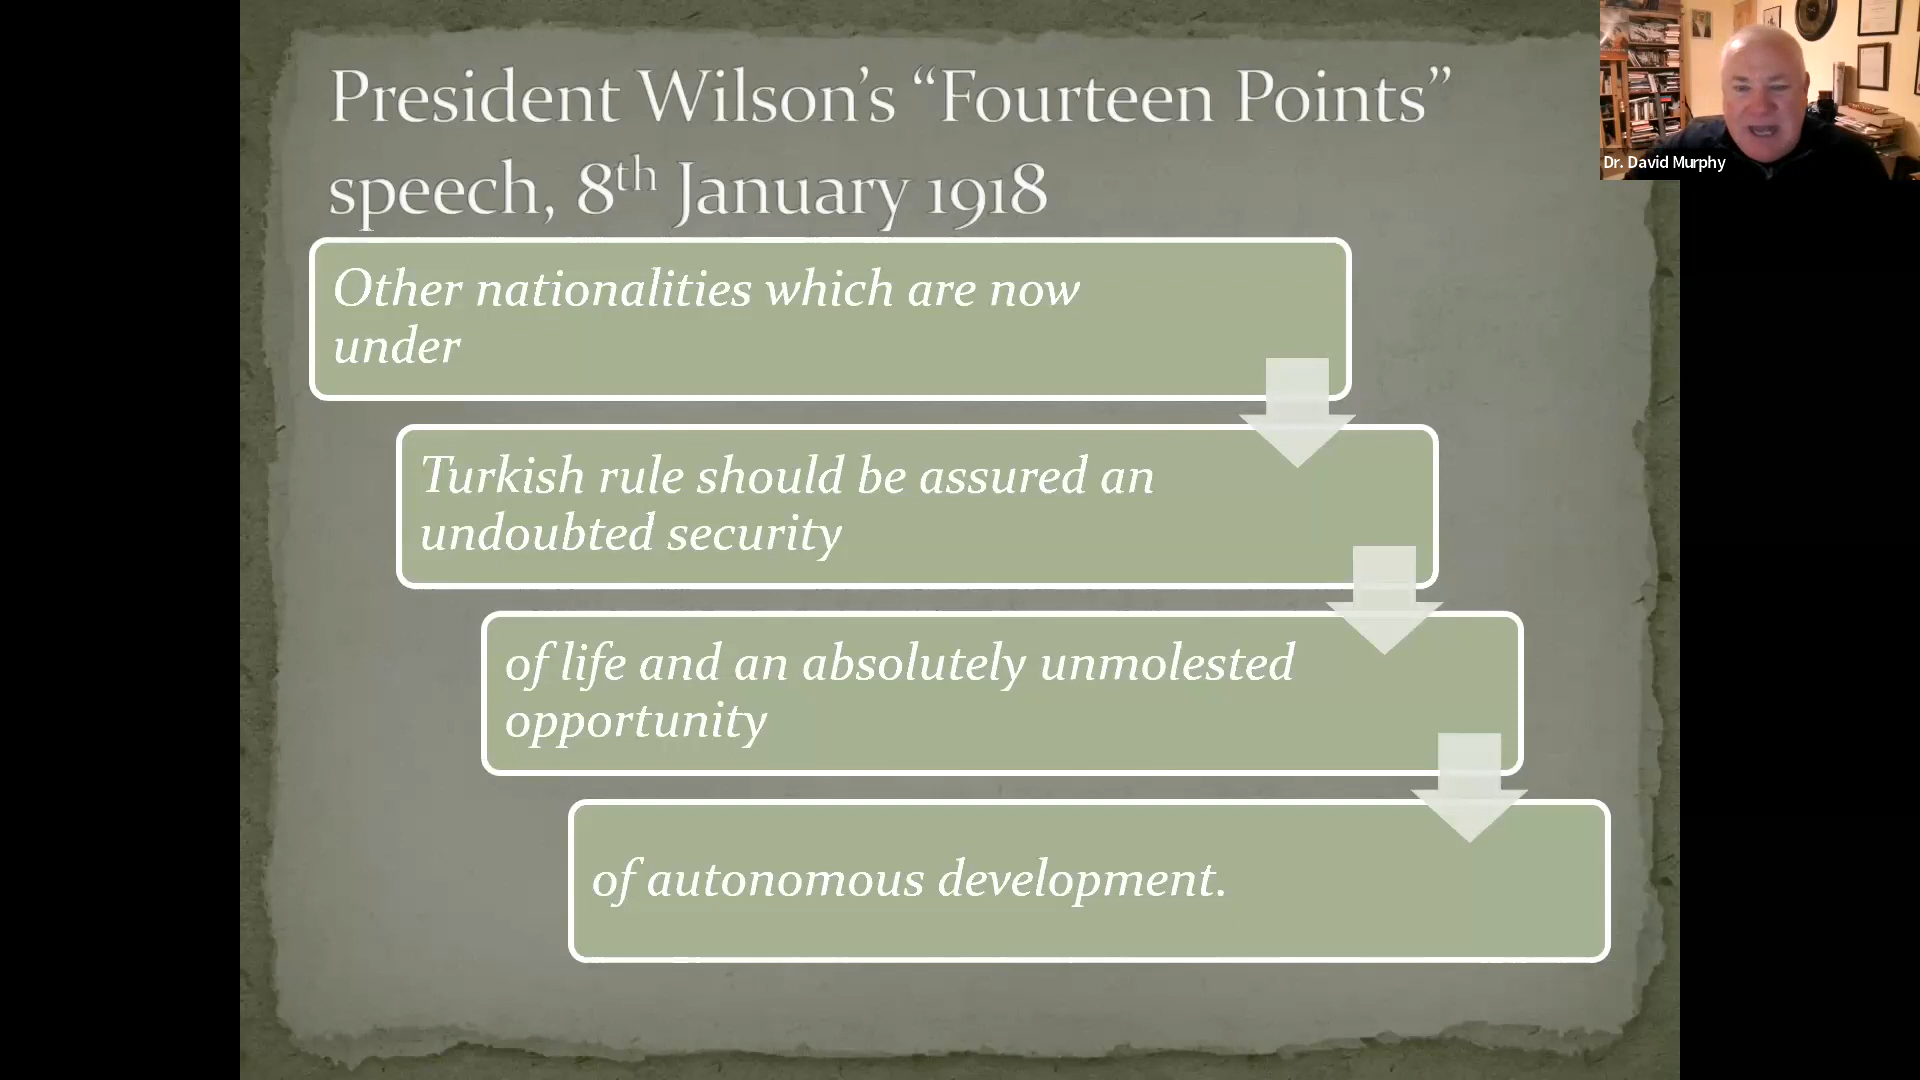 President Wilson’s “Fourteen Points”
speech, 8th January 1918
Dr. David Murphy
Other nationalities which are now
under
Turkish rule should be assured an
undoubted security
of life and an absolutely unmolested
opportunity
of autonomous development.